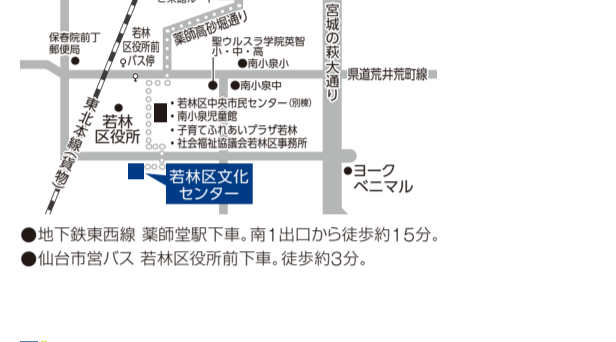 宮城の萩大通り
薬師高砂堀通り
保春院前丁
郵便局
若林
区役所前
バス停
聖ウルスラ学院英智
小・中・高
南小泉小
県道荒井荒町線
南小泉中
東北本線(貨物)
若林
区役所
・若林区中央市民センター(別棟)
・南小泉児童館
・子育てふれあいプラザ若林
・社会福祉協議会若林区事務所
若林区文化
センター
ヨーク
ベニマル
●地下鉄東西線 薬師堂駅下車。南1出口から徒歩約15分。
●仙台市営バス 若林区役所前下車。徒歩約3分。